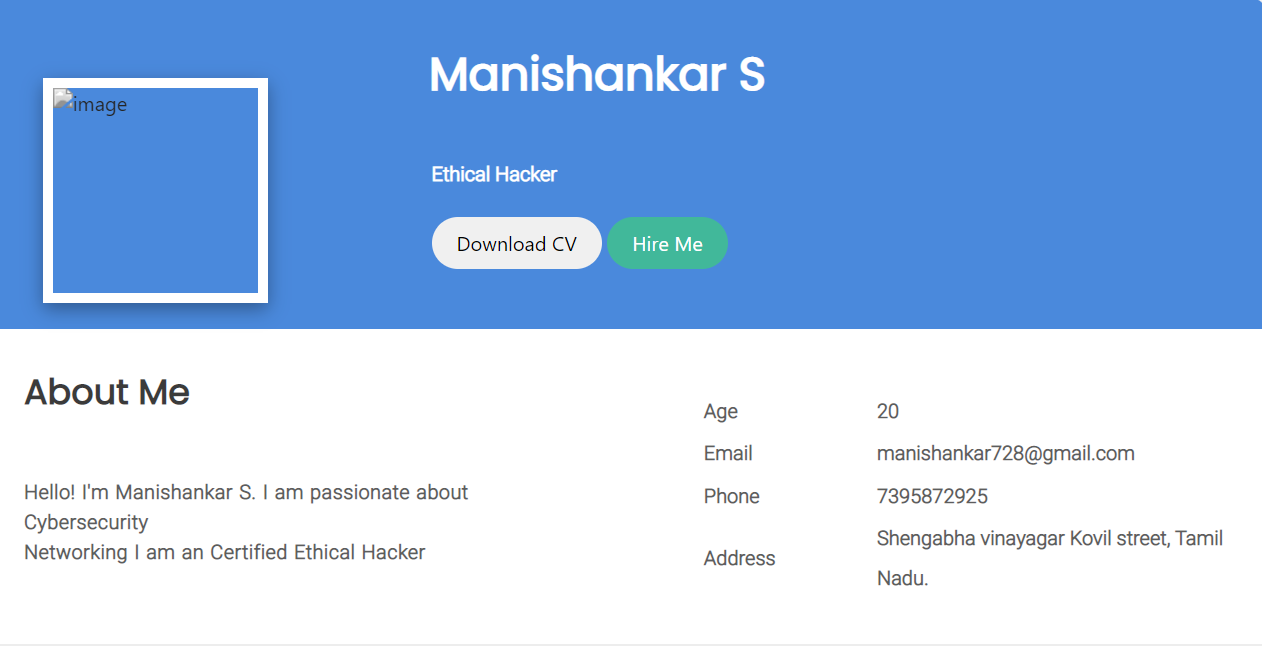 Manishankar S
image
Ethical Hacker
Download CV
Hire Me
About Me
Hello! I'm Manishankar S. I am passionate about
Cybersecurity
Networking I am an Certified Ethical Hacker
Age 20
Email manishankar728@gmail.com
Phone 7395872925
Address Shengabha vinayagar Kovil street, Tamil
Nadu.